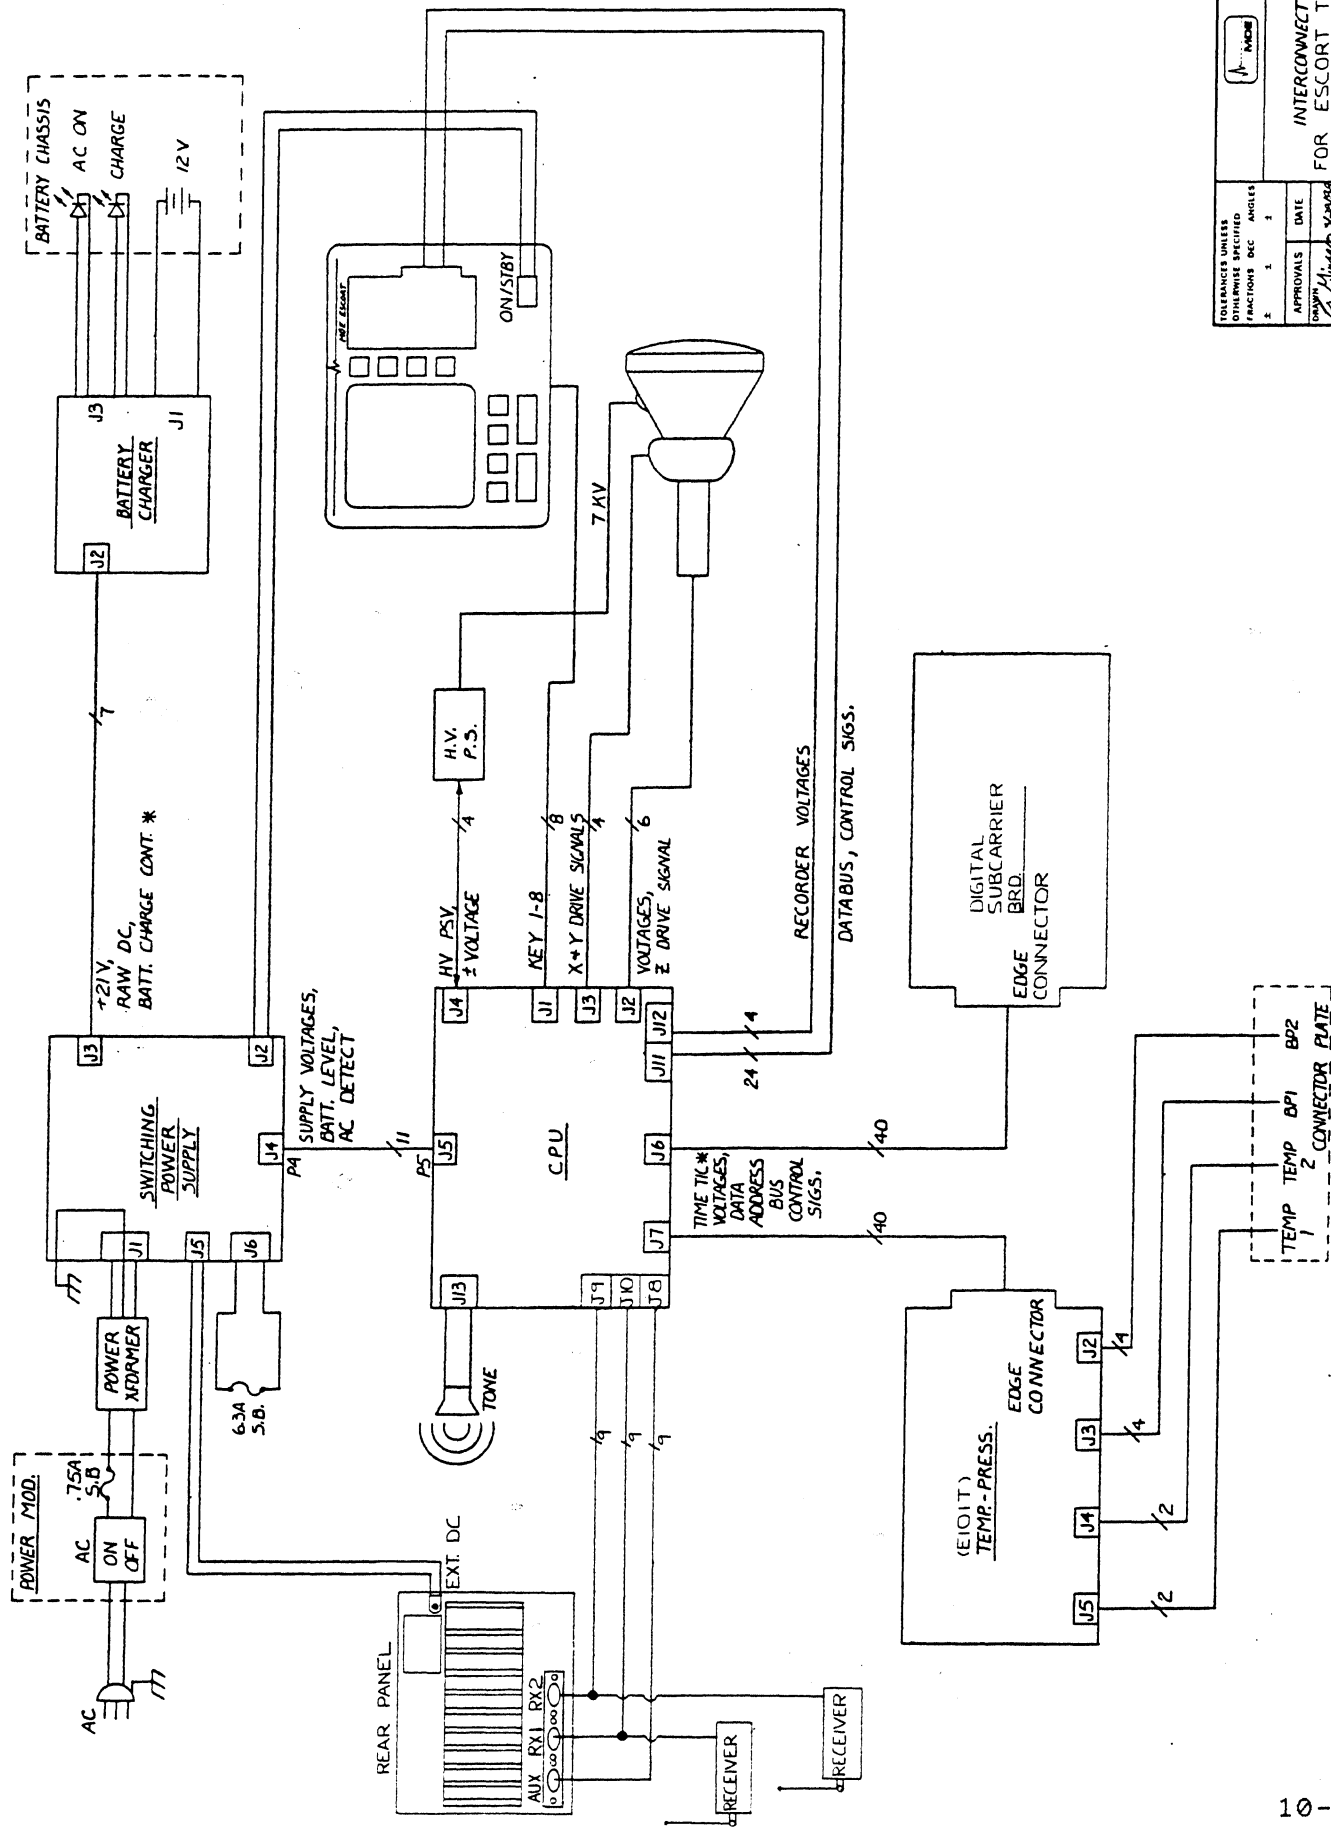 BATTERY CHASSIS
AC ON
CHARGE
12V
J3
BATTERY
CHARGER
J1
J2
7
+21V,
RAW DC,
BATT. CHARGE CONT. *
J3
J2
SWITCHING
POWER
SUPPLY
J4
P4
J1
J5
J6
SUPPLY VOLTAGES,
BATT. LEVEL,
AC DETECT
11
POWER
XFORMER
6.3A
S.B.
POWER MOD.
.75A
S.B
AC
ON
OFF
AC
MDE ESCORT
ON/STBY
7 KV
H.V.
P.S.
4
HV PSV,
± VOLTAGE
8
KEY 1-8
4
X+Y DRIVE SIGNALS
6
VOLTAGES,
Z DRIVE SIGNAL
RECORDER VOLTAGES
DATABUS, CONTROL SIGS.
P5
J5
J4
J1
J3
J2
J12
J11
CPU
J6
J7
J13
J9
J10
J8
4
24
TONE
TIME TIC*
VOLTAGES,
DATA
ADDRESS
BUS
CONTROL
SIGS.
40
40
9
9
9
REAR PANEL
EXT. DC
AUX
RX1
RX2
RECEIVER
RECEIVER
DIGITAL
SUBCARRIER
BRD.
EDGE
CONNECTOR
(E101T)
TEMP.-PRESS.
EDGE
CONNECTOR
J2
J3
J4
J5
4
4
2
2
TEMP
1
TEMP
2
BP1
BP2
CONNECTOR PLATE
TOLERANCES UNLESS
OTHERWISE SPECIFIED
FRACTIONS DEC ANGLES
± ± ±
APPROVALS
DATE
DRAWN
MDE
INTERCONNECT
FOR ESCORT T
10-